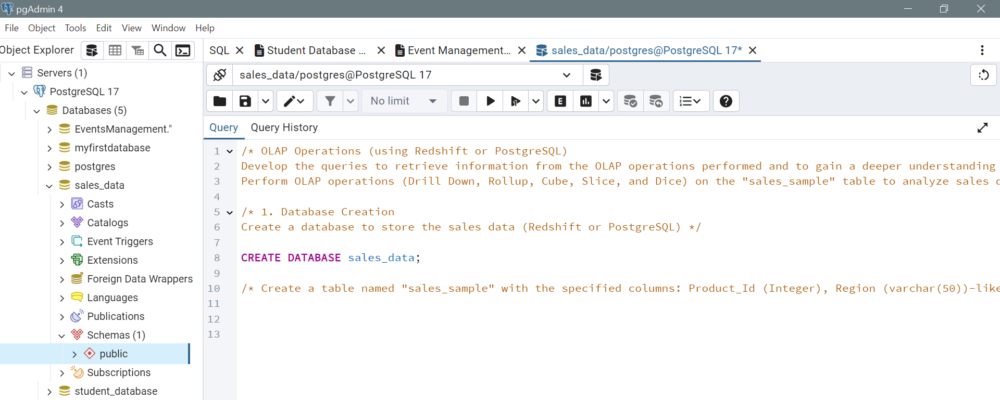 pgAdmin 4
File Object Tools Edit View Window Help
Object Explorer
SQL Student Database ... Event Management... sales_data/postgres@PostgreSQL 17*
Servers (1)
sales_data/postgres@PostgreSQL 17
PostgreSQL 17
No limit
E
Databases (5)
EventsManagement."
myfirstdatabase
postgres
sales_data
Casts
Catalogs
Event Triggers
Extensions
Foreign Data Wrappers
Languages
Publications
Schemas (1)
public
Subscriptions
student_database
Query Query History
1 /* OLAP Operations (using Redshift or PostgreSQL)
2 Develop the queries to retrieve information from the OLAP operations performed and to gain a deeper understanding
3 Perform OLAP operations (Drill Down, Rollup, Cube, Slice, and Dice) on the "sales_sample" table to analyze sales
4
5 /* 1. Database Creation
6 Create a database to store the sales data (Redshift or PostgreSQL) */
7
8 CREATE DATABASE sales_data;
9
10 /* Create a table named "sales_sample" with the specified columns: Product_Id (Integer), Region (varchar(50))-like
11
12
13